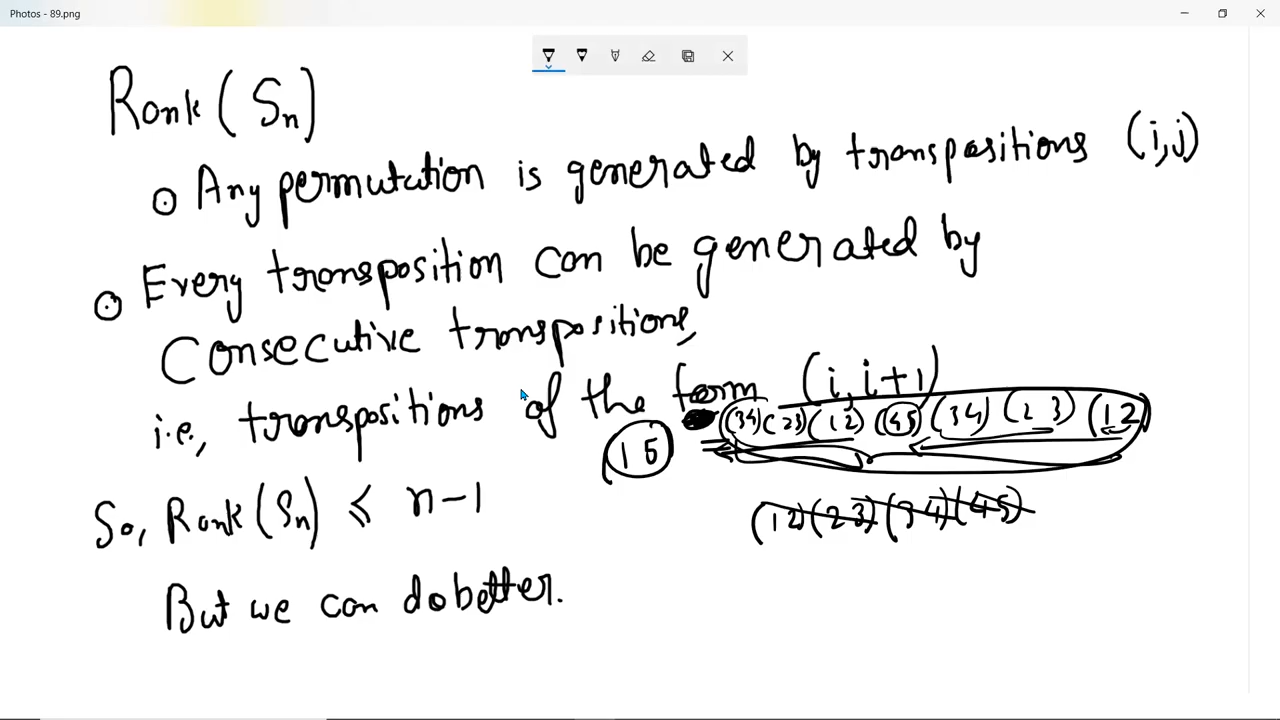 Photos - 89.png
Rank(Sn)
⊙ Any permutation is generated by transpositions (i,j)
⊙ Every transposition can be generated by
Consecutive transpositions,
i.e., transpositions of the form (i, i+1)
(15) = (34)(23)(12)(45)(34)(23)(12)
(12)(23)(34)(45)
So, Rank(Sn) ≤ n-1
But we can do better.